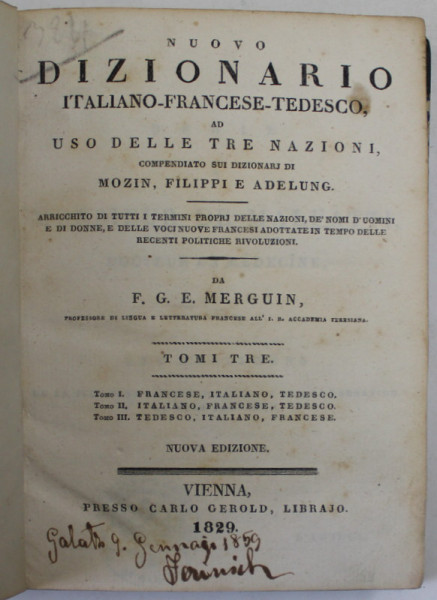 NUOVO
DIZIONARIO
ITALIANO-FRANCESE-TEDESCO,
AD
USO DELLE TRE NAZIONI,
COMPENDIATO SUI DIZIONARJ DI
MOZIN, FILIPPI E ADELUNG.
ARRICCHITO DI TUTTI I TERMINI PROPRJ DELLE NAZIONI, DE' NOMI D'UOMINI
E DI DONNE, E DELLE VOCI NUOVE FRANCESI ADOTTATE IN TEMPO DELLE
RECENTI POLITICHE RIVOLUZIONI.
DA
F. G. E. MERGUIN,
PROFESSORE DI LINGUA E LETTERATURA FRANCESE ALL' I. R. ACCADEMIA TERESIANA.
TOMI TRE.
Tomo I. FRANCESE, ITALIANO, TEDESCO.
Tomo II. ITALIANO, FRANCESE, TEDESCO.
Tomo III. TEDESCO, ITALIANO, FRANCESE.
NUOVA EDIZIONE.
VIENNA,
PRESSO CARLO GEROLD, LIBRAJO.
1829.
Galatz 9. Gennajo 1859